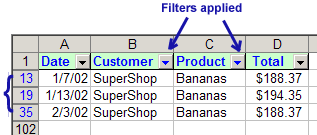 Filters applied
A B C D
1 Date Customer Product Total
13 1/7/02 SuperShop Bananas $188.37
19 1/13/02 SuperShop Bananas $194.35
35 2/3/02 SuperShop Bananas $188.37
102